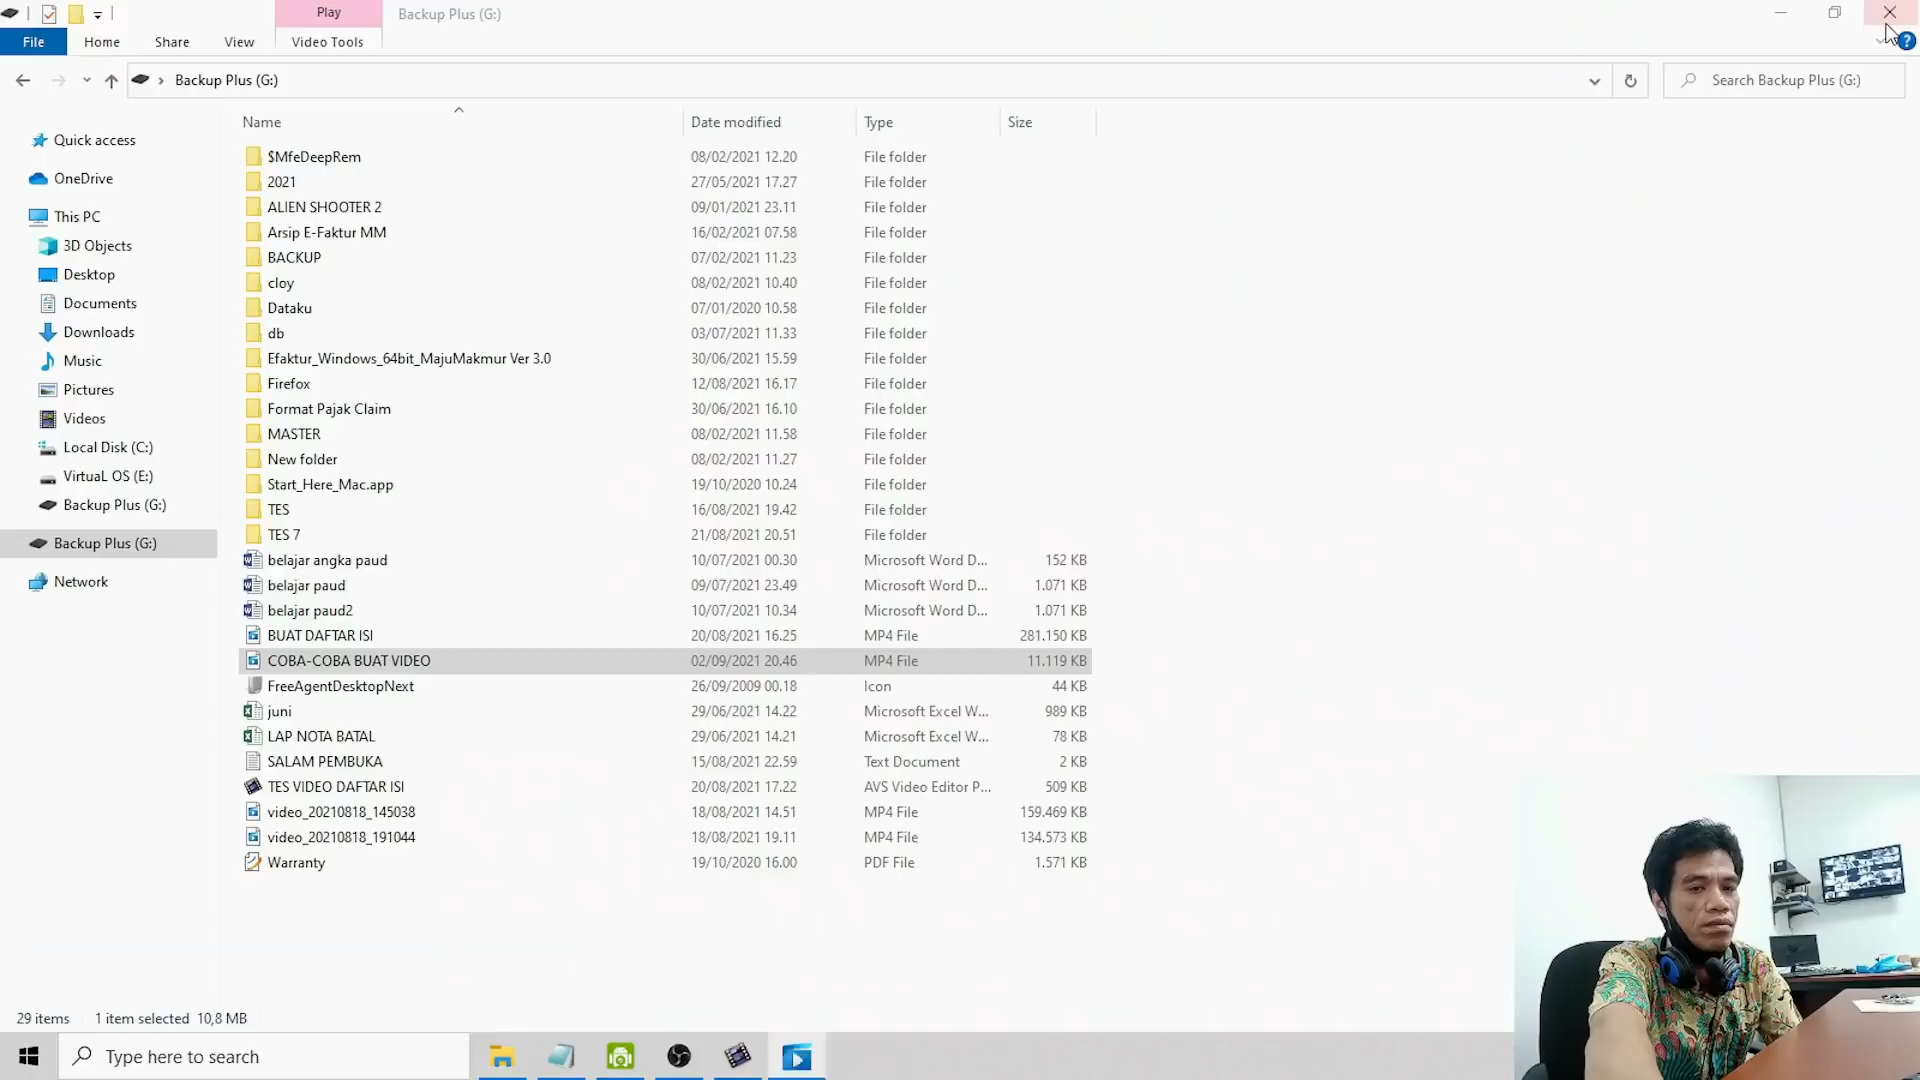 Play
Backup Plus (G:)
File
Home
Share
View
Video Tools
Backup Plus (G:)
Search Backup Plus (G:)
Name
Date modified
Type
Size
Quick access
OneDrive
This PC
3D Objects
Desktop
Documents
Downloads
Music
Pictures
Videos
Local Disk (C:)
VirtuaL OS (E:)
Backup Plus (G:)
Backup Plus (G:)
Network
$MfeDeepRem 08/02/2021 12.20 File folder
2021 27/05/2021 17.27 File folder
ALIEN SHOOTER 2 09/01/2021 23.11 File folder
Arsip E-Faktur MM 16/02/2021 07.58 File folder
BACKUP 07/02/2021 11.23 File folder
cloy 08/02/2021 10.40 File folder
Dataku 07/01/2020 10.58 File folder
db 03/07/2021 11.33 File folder
Efaktur_Windows_64bit_MajuMakmur Ver 3.0 30/06/2021 15.59 File folder
Firefox 12/08/2021 16.17 File folder
Format Pajak Claim 30/06/2021 16.10 File folder
MASTER 08/02/2021 11.58 File folder
New folder 08/02/2021 11.27 File folder
Start_Here_Mac.app 19/10/2020 10.24 File folder
TES 16/08/2021 19.42 File folder
TES 7 21/08/2021 20.51 File folder
belajar angka paud 10/07/2021 00.30 Microsoft Word D... 152 KB
belajar paud 09/07/2021 23.49 Microsoft Word D... 1.071 KB
belajar paud2 10/07/2021 10.34 Microsoft Word D... 1.071 KB
BUAT DAFTAR ISI 20/08/2021 16.25 MP4 File 281.150 KB
COBA-COBA BUAT VIDEO 02/09/2021 20.46 MP4 File 11.119 KB
FreeAgentDesktopNext 26/09/2009 00.18 Icon 44 KB
juni 29/06/2021 14.22 Microsoft Excel W... 989 KB
LAP NOTA BATAL 29/06/2021 14.21 Microsoft Excel W... 78 KB
SALAM PEMBUKA 15/08/2021 22.59 Text Document 2 KB
TES VIDEO DAFTAR ISI 20/08/2021 17.22 AVS Video Editor P... 509 KB
video_20210818_145038 18/08/2021 14.51 MP4 File 159.469 KB
video_20210818_191044 18/08/2021 19.11 MP4 File 134.573 KB
Warranty 19/10/2020 16.00 PDF File 1.571 KB
29 items 1 item selected 10,8 MB
Type here to search